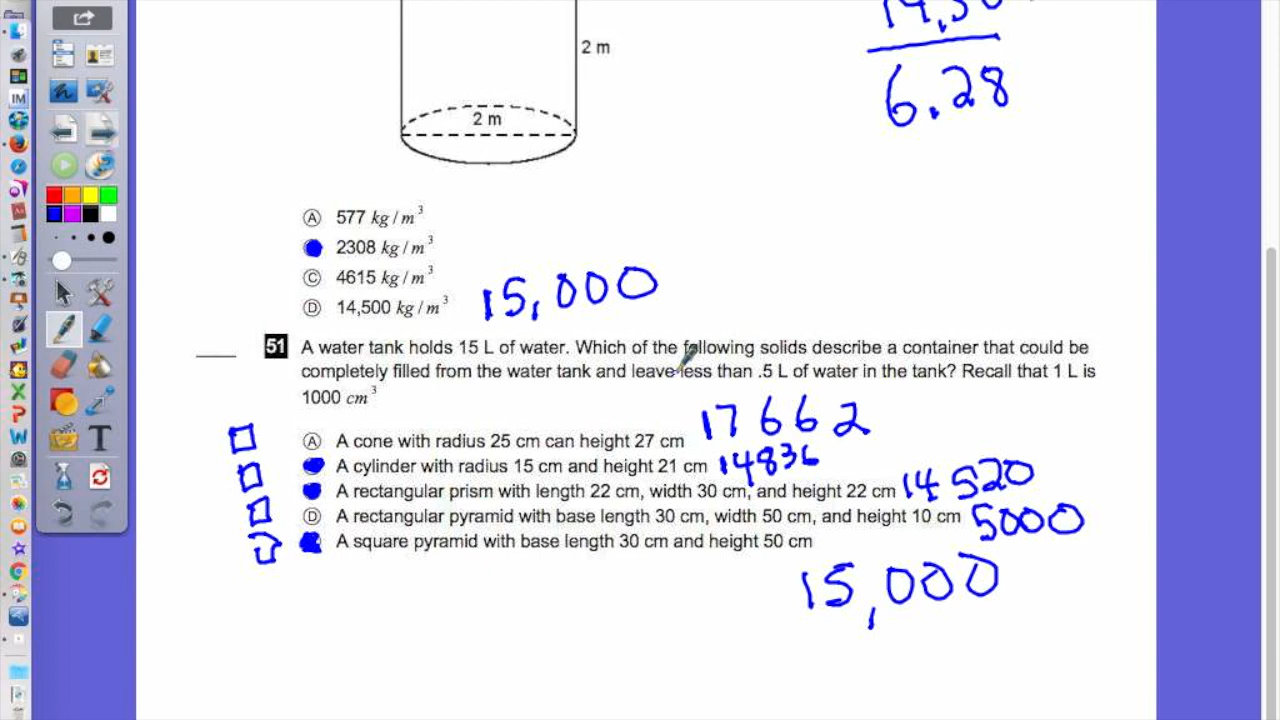 14.50
6.28
2 m
2 m
Ⓐ 577 kg / m³
2308 kg / m³
Ⓒ 4615 kg / m³
Ⓓ 14,500 kg / m³
15,000
51 A water tank holds 15 L of water. Which of the following solids describe a container that could be
completely filled from the water tank and leave less than .5 L of water in the tank? Recall that 1 L is
1000 cm³
Ⓐ A cone with radius 25 cm can height 27 cm 17662
A cylinder with radius 15 cm and height 21 cm 14836
A rectangular prism with length 22 cm, width 30 cm, and height 22 cm 14520
Ⓓ A rectangular pyramid with base length 30 cm, width 50 cm, and height 10 cm 5000
A square pyramid with base length 30 cm and height 50 cm
15,000
IM
T
X
P
W